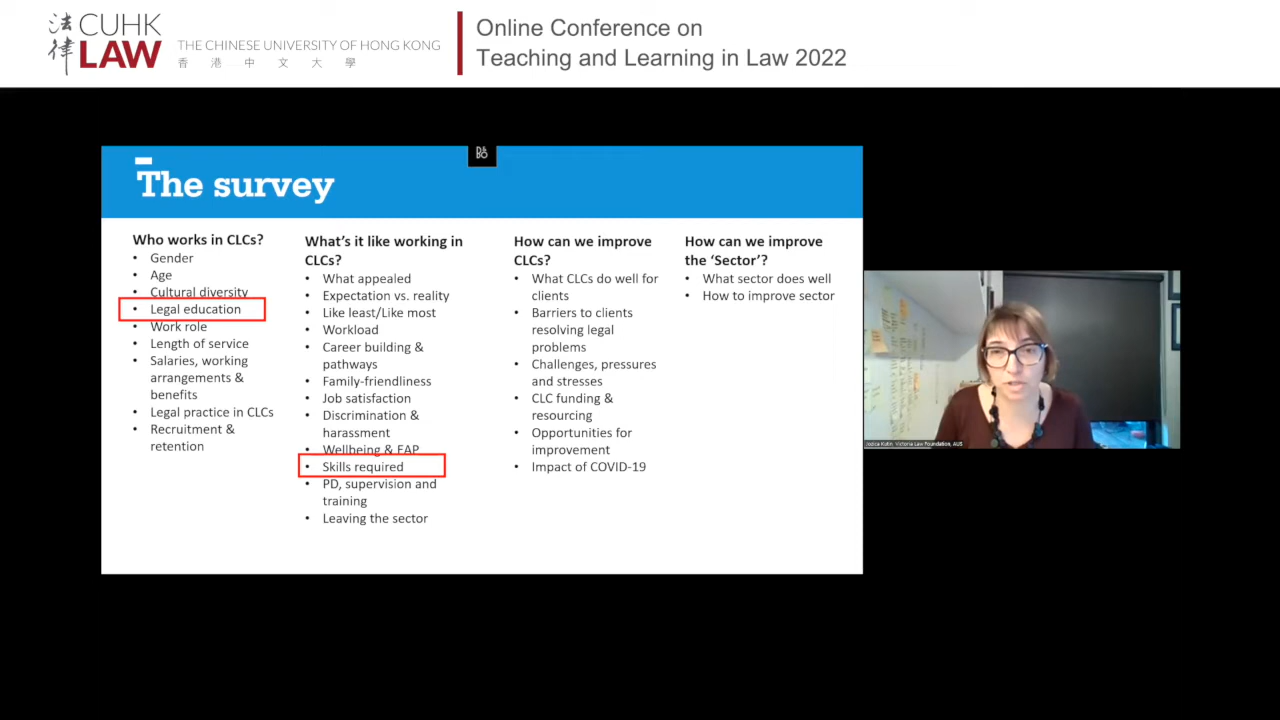 法律
CUHK
LAW
THE CHINESE UNIVERSITY OF HONG KONG
香港中文大學
Online Conference on
Teaching and Learning in Law 2022
The survey
Who works in CLCs?
• Gender
• Age
• Cultural diversity
• Legal education
• Work role
• Length of service
• Salaries, working
arrangements &
benefits
• Legal practice in CLCs
• Recruitment &
retention
What's it like working in
CLCs?
• What appealed
• Expectation vs. reality
• Like least/Like most
• Workload
• Career building &
pathways
• Family-friendliness
• Job satisfaction
• Discrimination &
harassment
• Wellbeing & EAP
• Skills required
• PD, supervision and
training
• Leaving the sector
How can we improve
CLCs?
• What CLCs do well for
clients
• Barriers to clients
resolving legal
problems
• Challenges, pressures
and stresses
• CLC funding &
resourcing
• Opportunities for
improvement
• Impact of COVID-19
How can we improve
the ‘Sector’?
• What sector does well
• How to improve sector
Jozica Kutin, Victoria Law Foundation, AUS